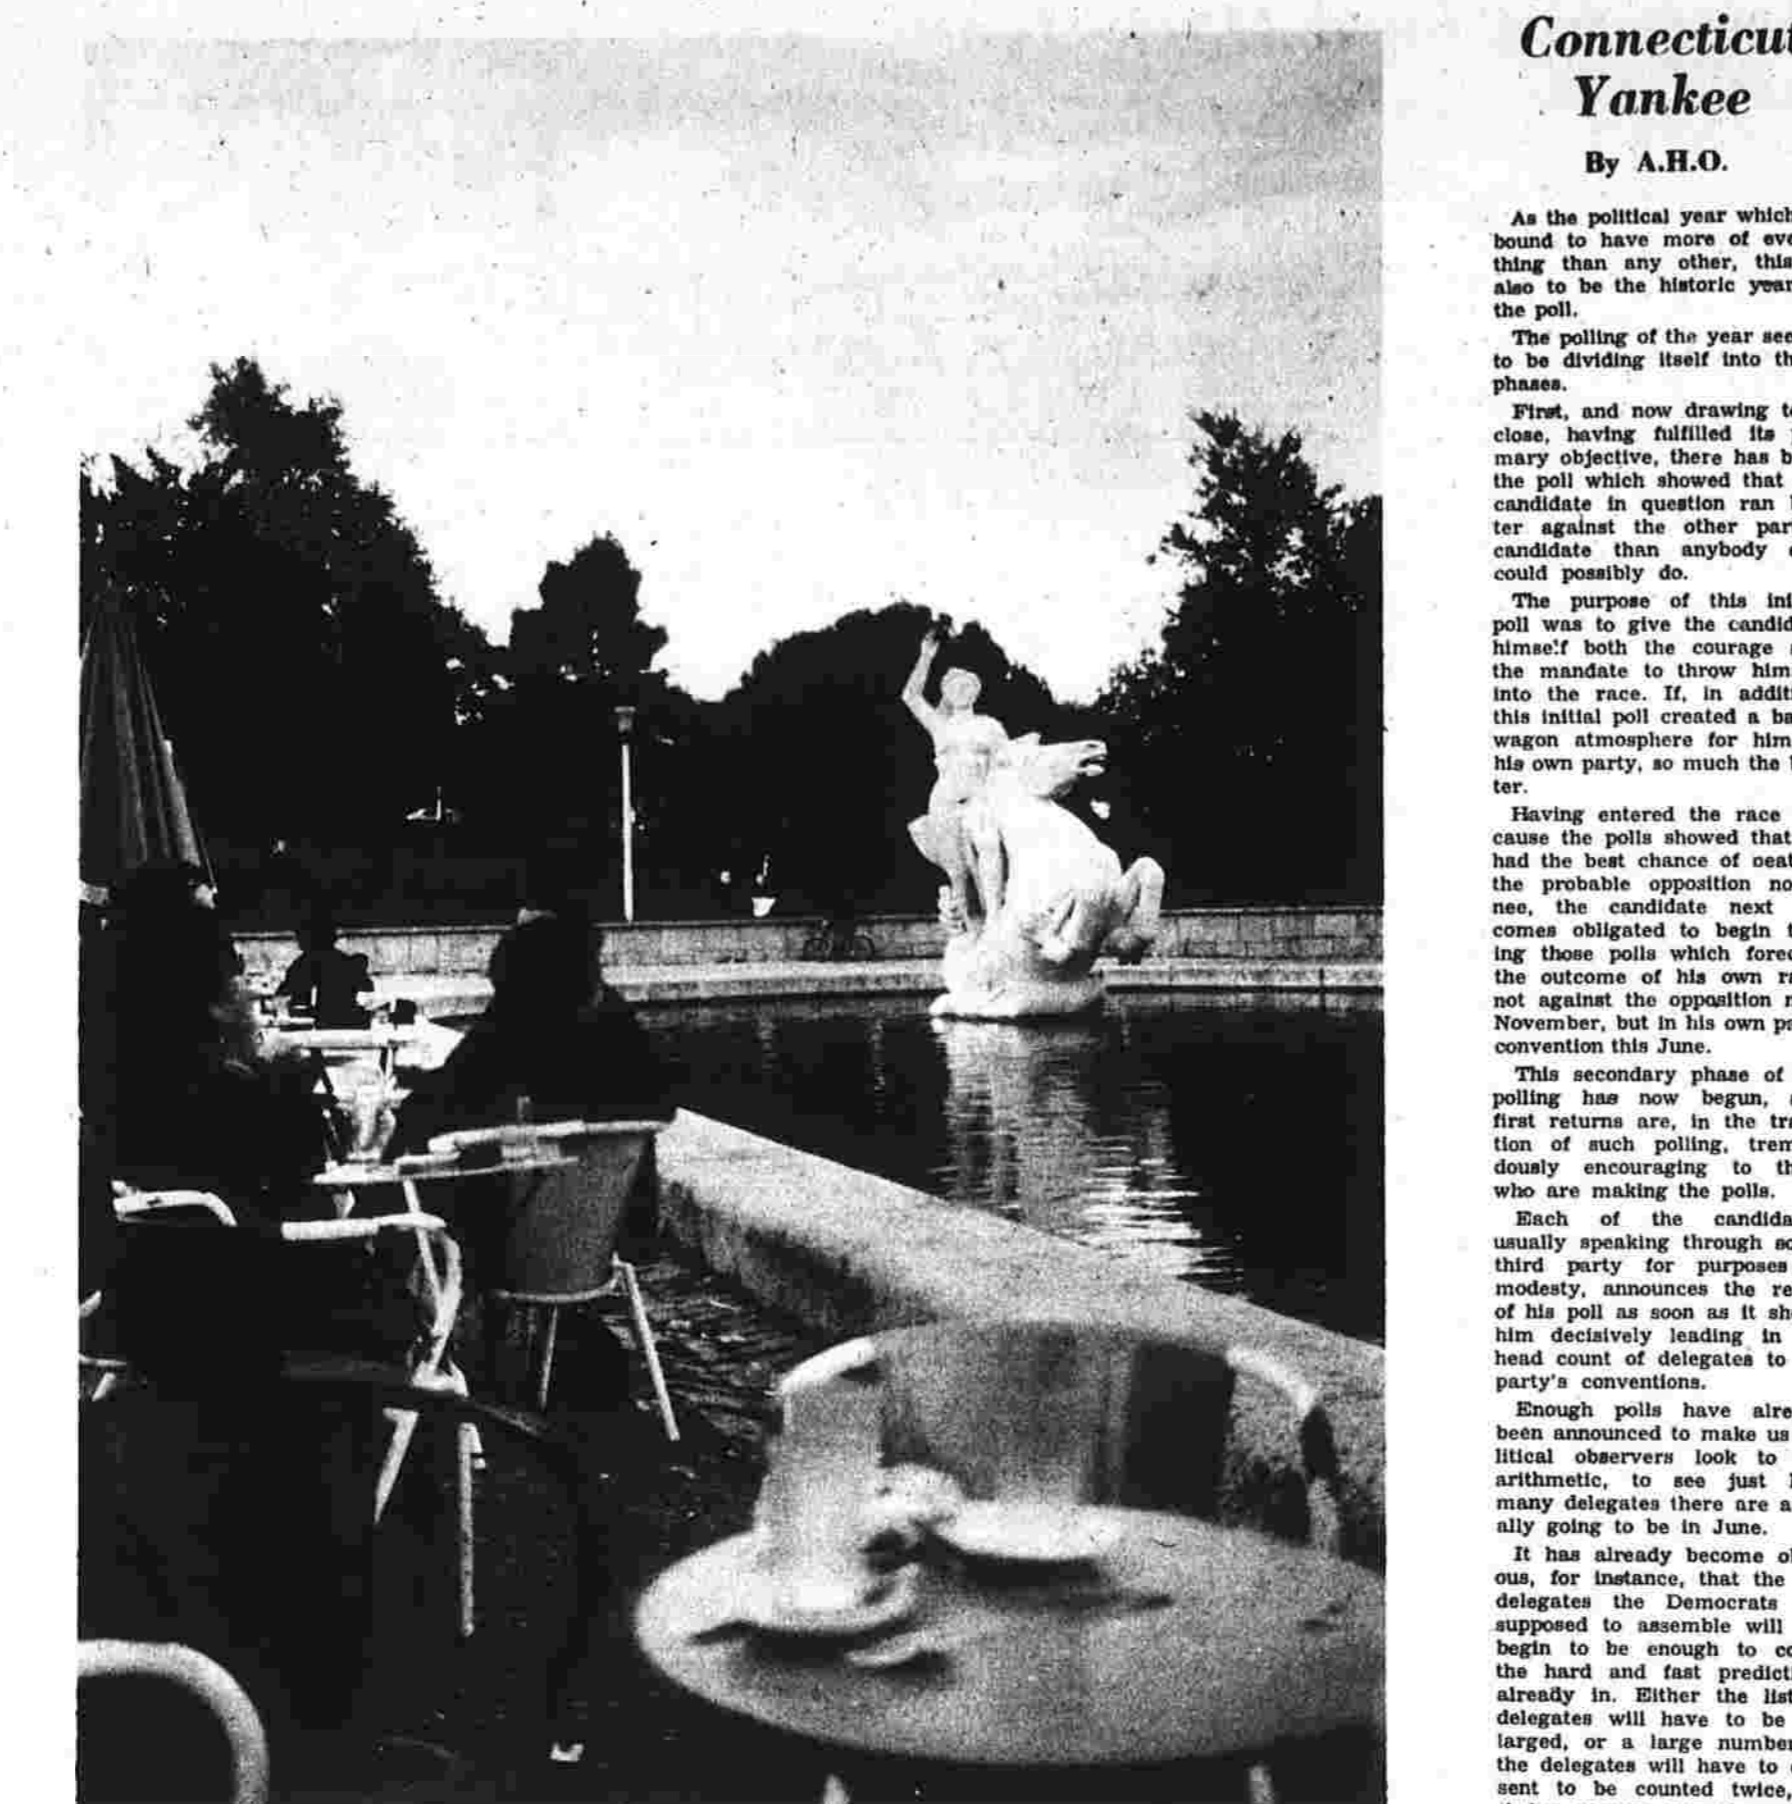 Connecticut
Yankee
By A.H.O.
As the political year which
bound to have more of eve
thing than any other, this
also to be the historic year
the poll.
The polling of the year see
to be dividing itself into th
phases.
First, and now drawing to
close, having fulfilled its
mary objective, there has b
the poll which showed that
candidate in question ran
ter against the other par
candidate than anybody
could possibly do.
The purpose of this ini
poll was to give the candid
himself both the courage
the mandate to throw him
into the race. If, in addit
this initial poll created a ba
wagon atmosphere for him
his own party, so much the
ter.
Having entered the race
cause the polls showed that
had the best chance of oeat
the probable opposition no
nee, the candidate next
comes obligated to begin t
ing those polls which fored
the outcome of his own ra
not against the opposition n
November, but in his own pa
convention this June.
This secondary phase of
polling has now begun,
first returns are, in the tra
tion of such polling, trem
dously encouraging to th
who are making the polls.
Each of the candida
usually speaking through so
third party for purposes
modesty, announces the re
of his poll as soon as it sh
him decisively leading in
head count of delegates to
party's conventions.
Enough polls have alre
been announced to make us
litical observers look to
arithmetic, to see just
many delegates there are a
ally going to be in June.
It has already become o
ous, for instance, that the
delegates the Democrats
supposed to assemble will
begin to be enough to co
the hard and fast predict
already in. Either the list
delegates will have to be
larged, or a large number
the delegates will have to
sent to be counted twice.